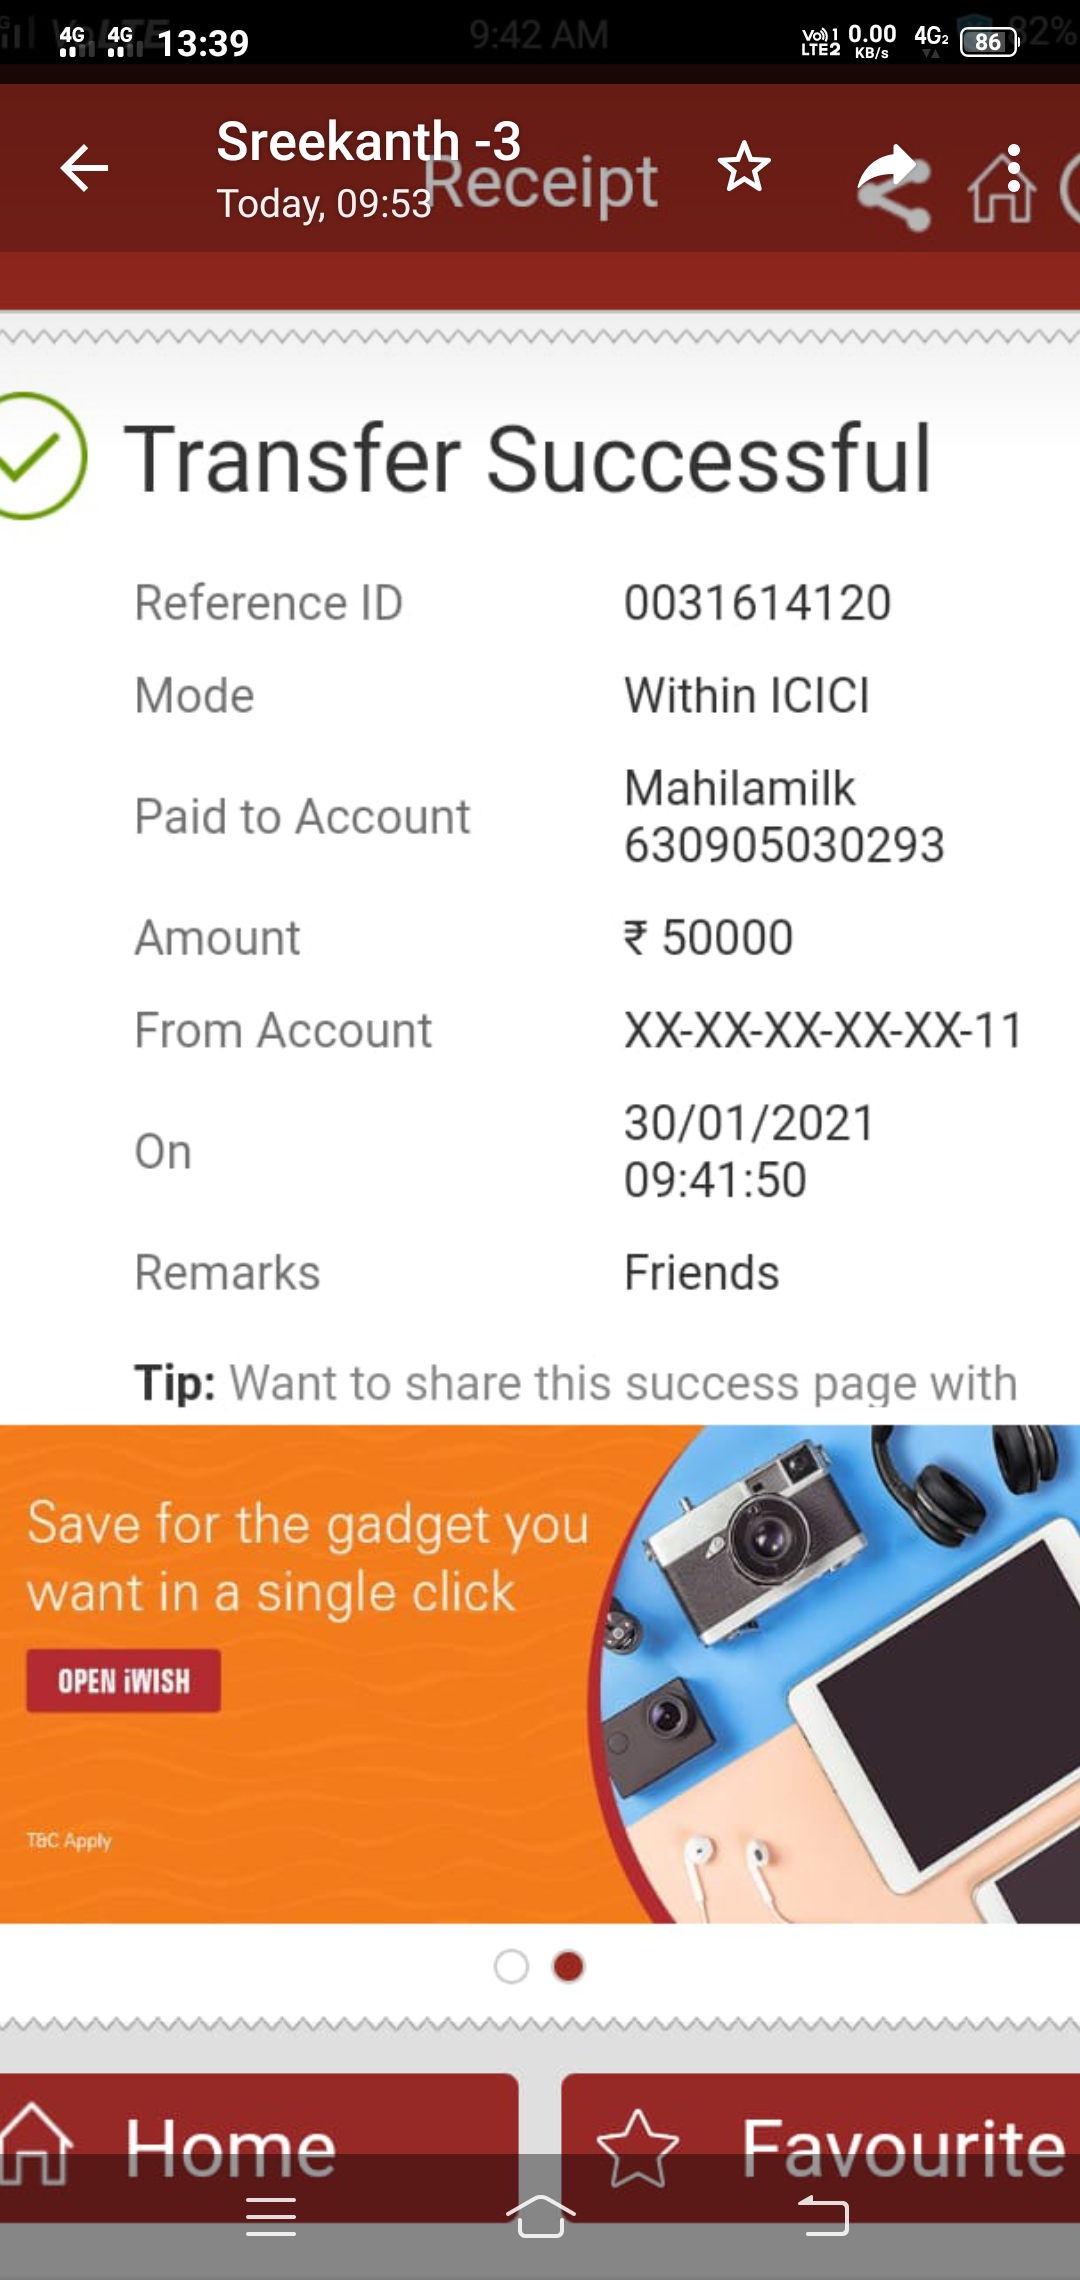 VoLTE 9:42 AM 82%
4G 4G 13:39 Vo)) 1 LTE2 0.00 KB/s 4G2 86
Sreekanth -3
Receipt
Today, 09:53
Transfer Successful
Reference ID 0031614120
Mode Within ICICI
Paid to Account Mahilamilk
630905030293
Amount ₹ 50000
From Account XX-XX-XX-XX-XX-11
On 30/01/2021
09:41:50
Remarks Friends
Tip: Want to share this success page with
Save for the gadget you
want in a single click
OPEN iWISH
T&C Apply
Home Favourite